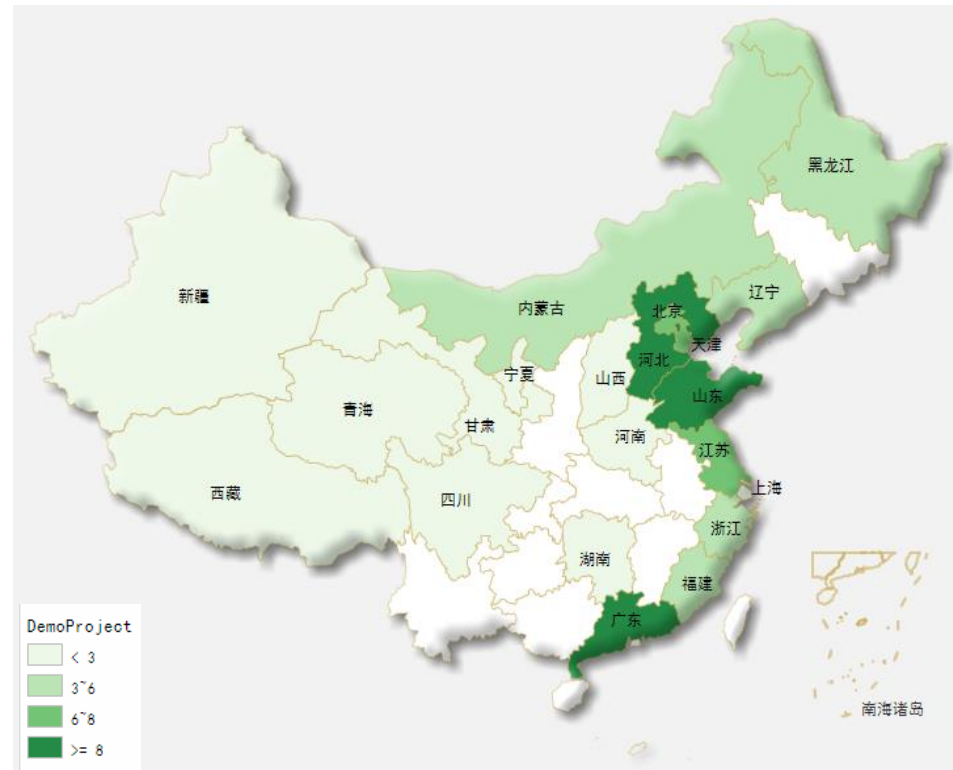 黑龙江
辽宁
新疆
内蒙古
北京
天津
河北
山西
宁夏
山东
青海
甘肃
河南
江苏
西藏
四川
上海
浙江
湖南
福建
广东
南海诸岛
DemoProject
< 3
3~6
6~8
>= 8